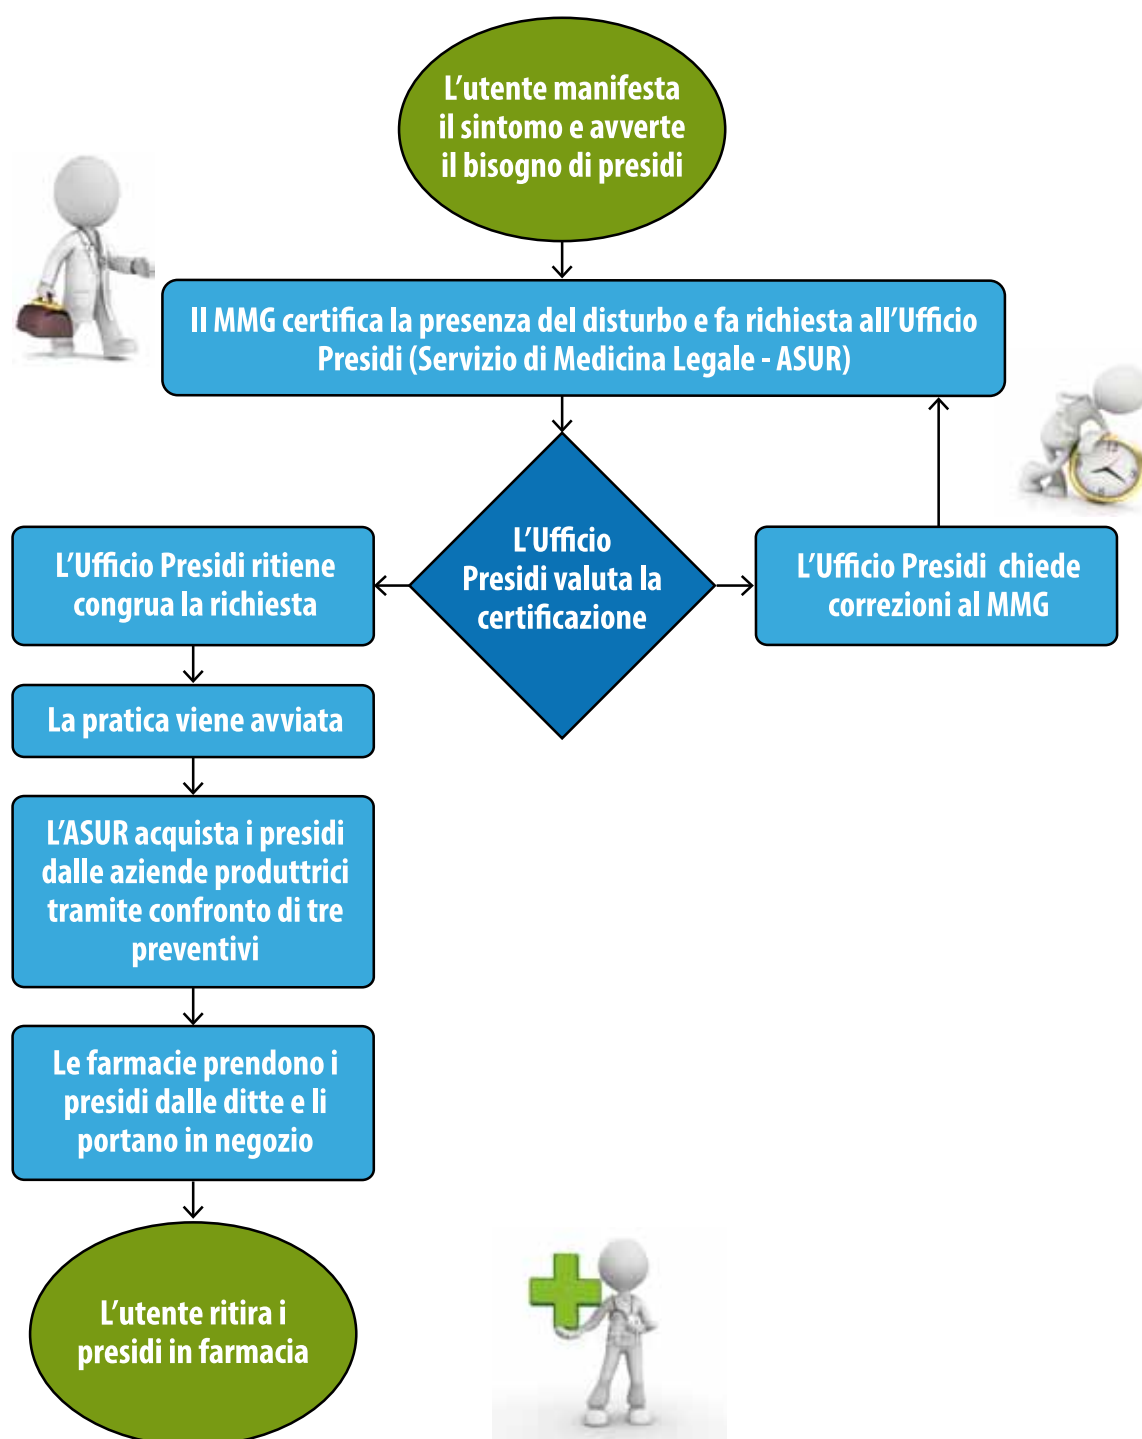 L'utente manifesta
il sintomo e avverte
il bisogno di presidi
Il MMG certifica la presenza del disturbo e fa richiesta all'Ufficio
Presidi (Servizio di Medicina Legale - ASUR)
L'Ufficio
Presidi valuta la
certificazione
L'Ufficio Presidi ritiene
congrua la richiesta
L'Ufficio Presidi chiede
correzioni al MMG
La pratica viene avviata
L'ASUR acquista i presidi
dalle aziende produttrici
tramite confronto di tre
preventivi
Le farmacie prendono i
presidi dalle ditte e li
portano in negozio
L'utente ritira i
presidi in farmacia